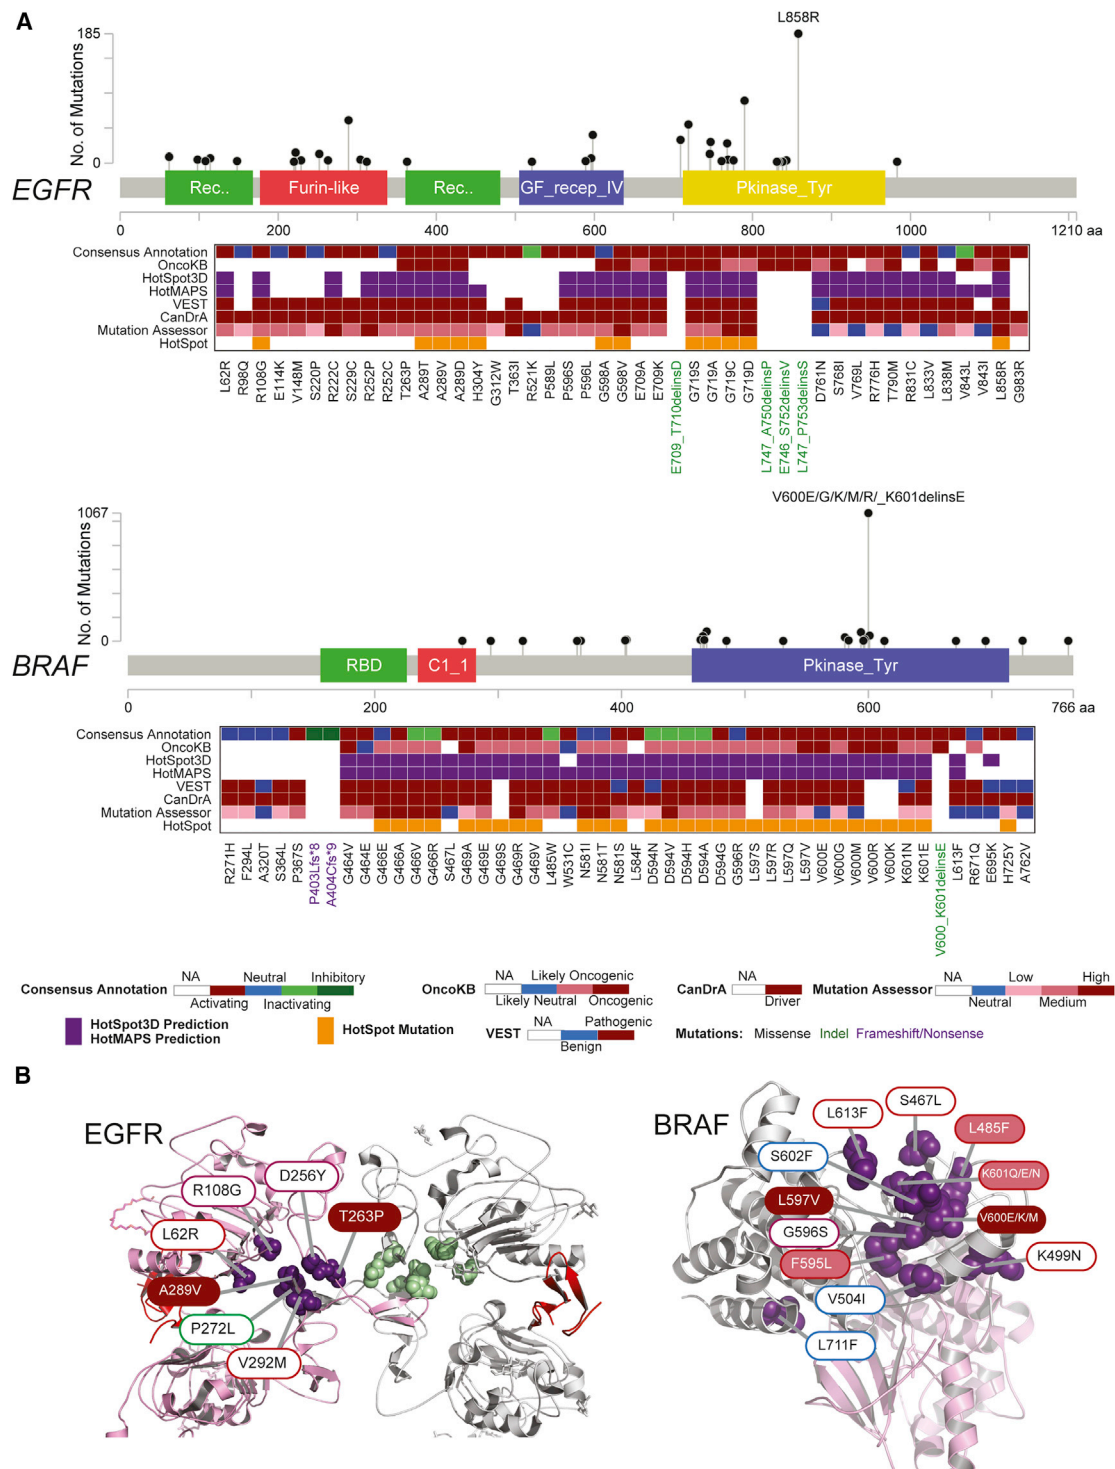 A
L858R
185
No. of Mutations
0
EGFR
Rec..
Furin-like
Rec..
GF_recep_IV
Pkinase_Tyr
0
200
400
600
800
1000
1210 aa
Consensus Annotation
OncoKB
HotSpot3D
HotMAPS
VEST
CanDrA
Mutation Assessor
HotSpot
L62R
R98Q
R108G
E114K
V148M
S220P
R222C
S229C
R252P
R252C
T263P
A289T
A289V
A289D
H304Y
G312W
T363I
R521K
P589L
P596S
P596L
G598A
G598V
E709A
E709K
E709_T710delinsD
G719S
G719A
G719C
G719D
L747_A750delinsP
E746_S752delinsV
L747_P753delinsS
D761N
S768I
V769L
R776H
T790M
R831C
L833V
L838M
V843L
V843I
L858R
G983R
V600E/G/K/M/R/_K601delinsE
1067
No. of Mutations
0
BRAF
RBD
C1_1
Pkinase_Tyr
0
200
400
600
766 aa
Consensus Annotation
OncoKB
HotSpot3D
HotMAPS
VEST
CanDrA
Mutation Assessor
HotSpot
R271H
F294L
A320T
S364L
P367S
P403Lfs*8
A404Cfs*9
G464V
G464E
G466E
G466A
G466V
G466R
S467L
G469A
G469E
G469S
G469R
G469V
L485W
W531C
N581I
N581T
N581S
L584F
D594N
D594V
D594H
D594A
D594G
G596R
L597S
L597R
L597Q
L597V
V600E
V600G
V600M
V600R
V600K
K601N
K601E
V600_K601delinsE
L613F
R671Q
E695K
H725Y
A762V
Consensus Annotation
NA
Neutral
Inhibitory
Activating
Inactivating
OncoKB
NA
Likely Oncogenic
Likely Neutral
Oncogenic
CanDrA
NA
Driver
Mutation Assessor
NA
Low
High
Neutral
Medium
HotSpot3D Prediction
HotMAPS Prediction
HotSpot Mutation
VEST
NA
Pathogenic
Benign
Mutations: Missense Indel Frameshift/Nonsense
B
EGFR
D256Y
R108G
T263P
L62R
A289V
P272L
V292M
BRAF
S467L
L613F
L485F
S602F
K601Q/E/N
L597V
V600E/K/M
G596S
K499N
F595L
V504I
L711F